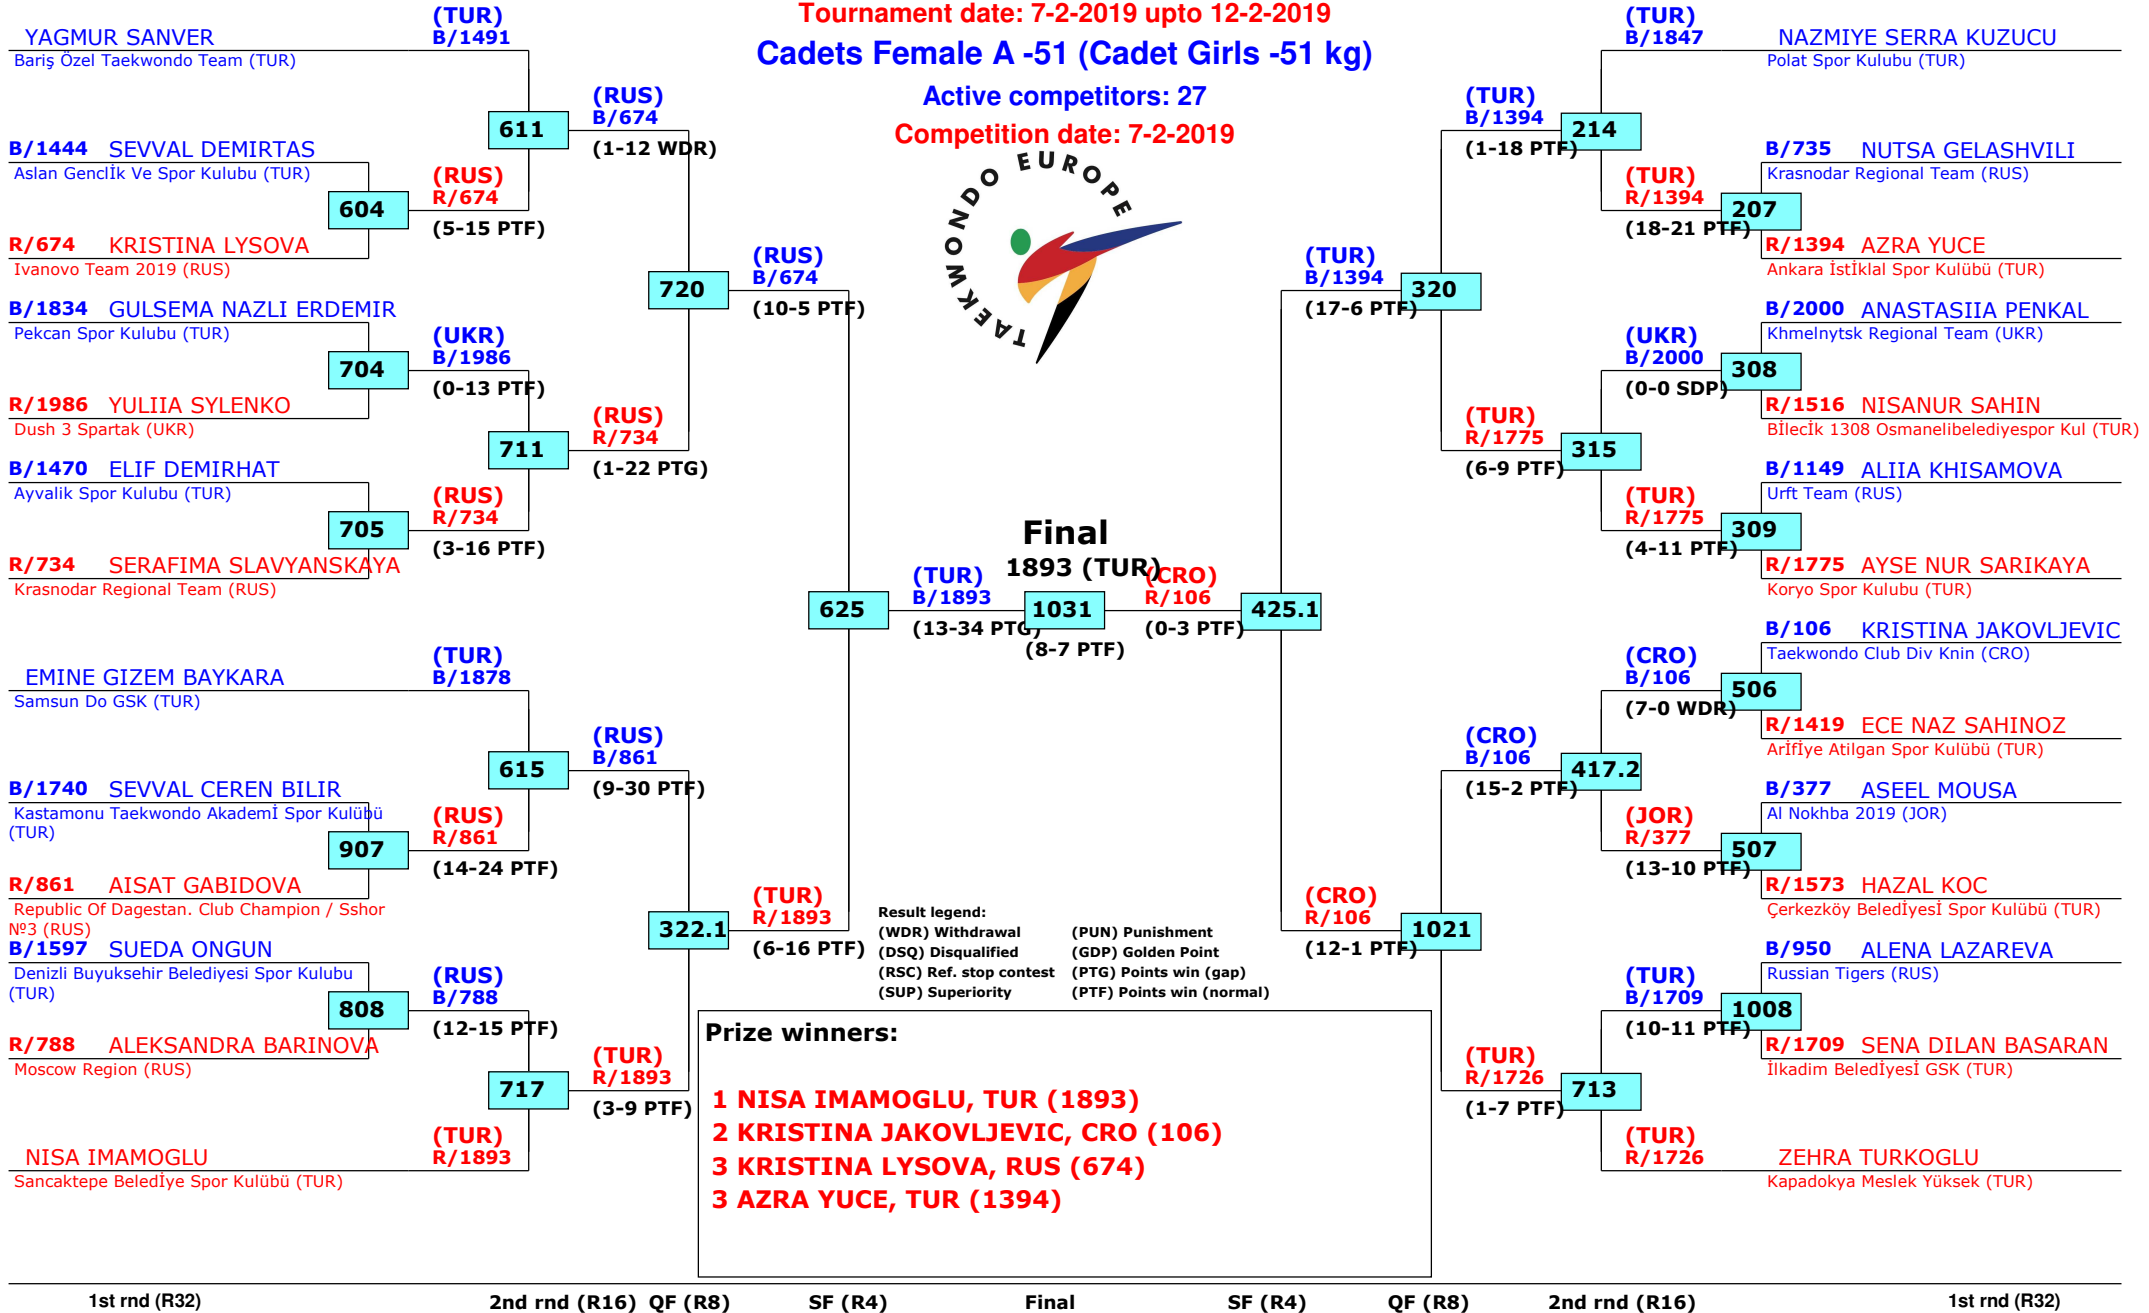 Tournament date: 7-2-2019 upto 12-2-2019
Cadets Female A -51 (Cadet Girls -51 kg)
Active competitors: 27
Competition date: 7-2-2019
TAEKWONDO EUROPE
YAGMUR SANVER
Bariş Özel Taekwondo Team (TUR)
(TUR)
B/1491
611
(RUS)
B/674
(1-12 WDR)
B/1444 SEVVAL DEMIRTAS
Aslan Genclİk Ve Spor Kulubu (TUR)
604
(RUS)
R/674
(5-15 PTF)
R/674 KRISTINA LYSOVA
Ivanovo Team 2019 (RUS)
720
(RUS)
B/674
(10-5 PTF)
B/1834 GULSEMA NAZLI ERDEMIR
Pekcan Spor Kulubu (TUR)
704
(UKR)
B/1986
(0-13 PTF)
R/1986 YULIIA SYLENKO
Dush 3 Spartak (UKR)
711
(RUS)
R/734
(1-22 PTG)
B/1470 ELIF DEMIRHAT
Ayvalik Spor Kulubu (TUR)
705
(RUS)
R/734
(3-16 PTF)
R/734 SERAFIMA SLAVYANSKAYA
Krasnodar Regional Team (RUS)
625
(TUR)
B/1893
(13-34 PTG)
Final
1893 (TUR)
1031
(8-7 PTF)
(CRO)
R/106
(0-3 PTF)
425.1
EMINE GIZEM BAYKARA
Samsun Do GSK (TUR)
(TUR)
B/1878
615
(RUS)
B/861
(9-30 PTF)
B/1740 SEVVAL CEREN BILIR
Kastamonu Taekwondo Akademİ Spor Kulübü
(TUR)
907
(RUS)
R/861
(14-24 PTF)
R/861 AISAT GABIDOVA
Republic Of Dagestan. Club Champion / Sshor
№3 (RUS)
322.1
(TUR)
R/1893
(6-16 PTF)
B/1597 SUEDA ONGUN
Denizli Buyuksehir Belediyesi Spor Kulubu
(TUR)
808
(RUS)
B/788
(12-15 PTF)
R/788 ALEKSANDRA BARINOVA
Moscow Region (RUS)
717
(TUR)
R/1893
(3-9 PTF)
NISA IMAMOGLU
Sancaktepe Beledİye Spor Kulübü (TUR)
(TUR)
R/1893
(TUR)
B/1847
NAZMIYE SERRA KUZUCU
Polat Spor Kulubu (TUR)
(TUR)
B/1394
(1-18 PTF)
214
B/735 NUTSA GELASHVILI
Krasnodar Regional Team (RUS)
(TUR)
R/1394
(18-21 PTF)
207
R/1394 AZRA YUCE
Ankara İstİklal Spor Kulübü (TUR)
(TUR)
B/1394
(17-6 PTF)
320
B/2000 ANASTASIIA PENKAL
Khmelnytsk Regional Team (UKR)
(UKR)
B/2000
(0-0 SDP)
308
R/1516 NISANUR SAHIN
Bİlecİk 1308 Osmanelibelediyespor Kul (TUR)
(TUR)
R/1775
(6-9 PTF)
315
B/1149 ALIIA KHISAMOVA
Urft Team (RUS)
(TUR)
R/1775
(4-11 PTF)
309
R/1775 AYSE NUR SARIKAYA
Koryo Spor Kulubu (TUR)
B/106 KRISTINA JAKOVLJEVIC
Taekwondo Club Div Knin (CRO)
(CRO)
B/106
(7-0 WDR)
506
R/1419 ECE NAZ SAHINOZ
Arİfİye Atilgan Spor Kulübü (TUR)
(CRO)
B/106
(15-2 PTF)
417.2
B/377 ASEEL MOUSA
Al Nokhba 2019 (JOR)
(JOR)
R/377
(13-10 PTF)
507
R/1573 HAZAL KOC
Çerkezköy Beledİyesİ Spor Kulübü (TUR)
(CRO)
R/106
(12-1 PTF)
1021
B/950 ALENA LAZAREVA
Russian Tigers (RUS)
(TUR)
B/1709
(10-11 PTF)
1008
R/1709 SENA DILAN BASARAN
İlkadim Beledİyesİ GSK (TUR)
(TUR)
R/1726
(1-7 PTF)
713
(TUR)
R/1726
ZEHRA TURKOGLU
Kapadokya Meslek Yüksek (TUR)
Result legend:
(WDR) Withdrawal (PUN) Punishment
(DSQ) Disqualified (GDP) Golden Point
(RSC) Ref. stop contest (PTG) Points win (gap)
(SUP) Superiority (PTF) Points win (normal)
Prize winners:
1 NISA IMAMOGLU, TUR (1893)
2 KRISTINA JAKOVLJEVIC, CRO (106)
3 KRISTINA LYSOVA, RUS (674)
3 AZRA YUCE, TUR (1394)
1st rnd (R32) 2nd rnd (R16) QF (R8) SF (R4) Final SF (R4) QF (R8) 2nd rnd (R16) 1st rnd (R32)